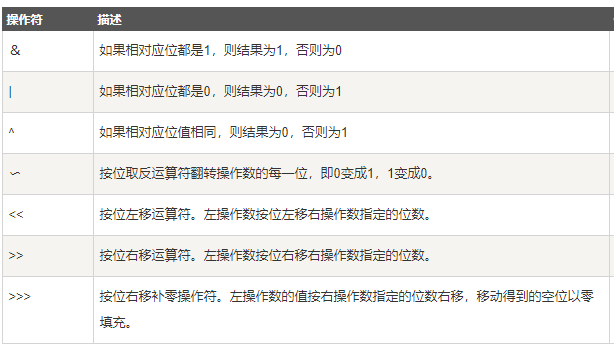 操作符 描述
& 如果相对应位都是1，则结果为1，否则为0
| 如果相对应位都是0，则结果为0，否则为1
^ 如果相对应位值相同，则结果为0，否则为1
〜 按位取反运算符翻转操作数的每一位，即0变成1，1变成0。
<< 按位左移运算符。左操作数按位左移右操作数指定的位数。
>> 按位右移运算符。左操作数按位右移右操作数指定的位数。
>>> 按位右移补零操作符。左操作数的值按右操作数指定的位数右移，移动得到的空位以零
填充。